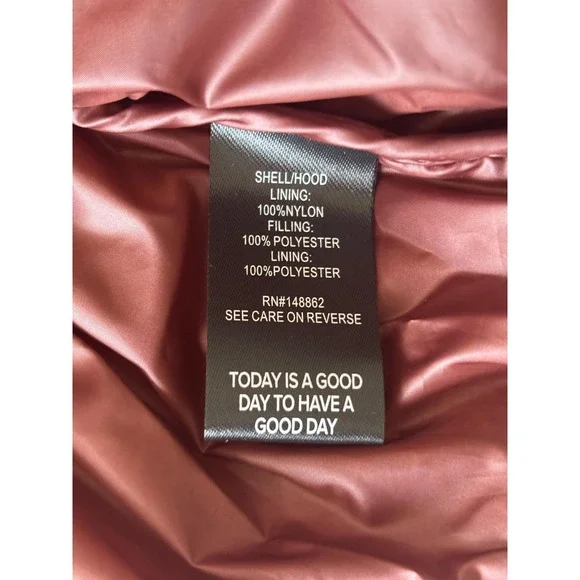 SHELL/HOOD
LINING:
100%NYLON
FILLING:
100% POLYESTER
LINING:
100%POLYESTER
RN#148862
SEE CARE ON REVERSE
TODAY IS A GOOD
DAY TO HAVE A
GOOD DAY